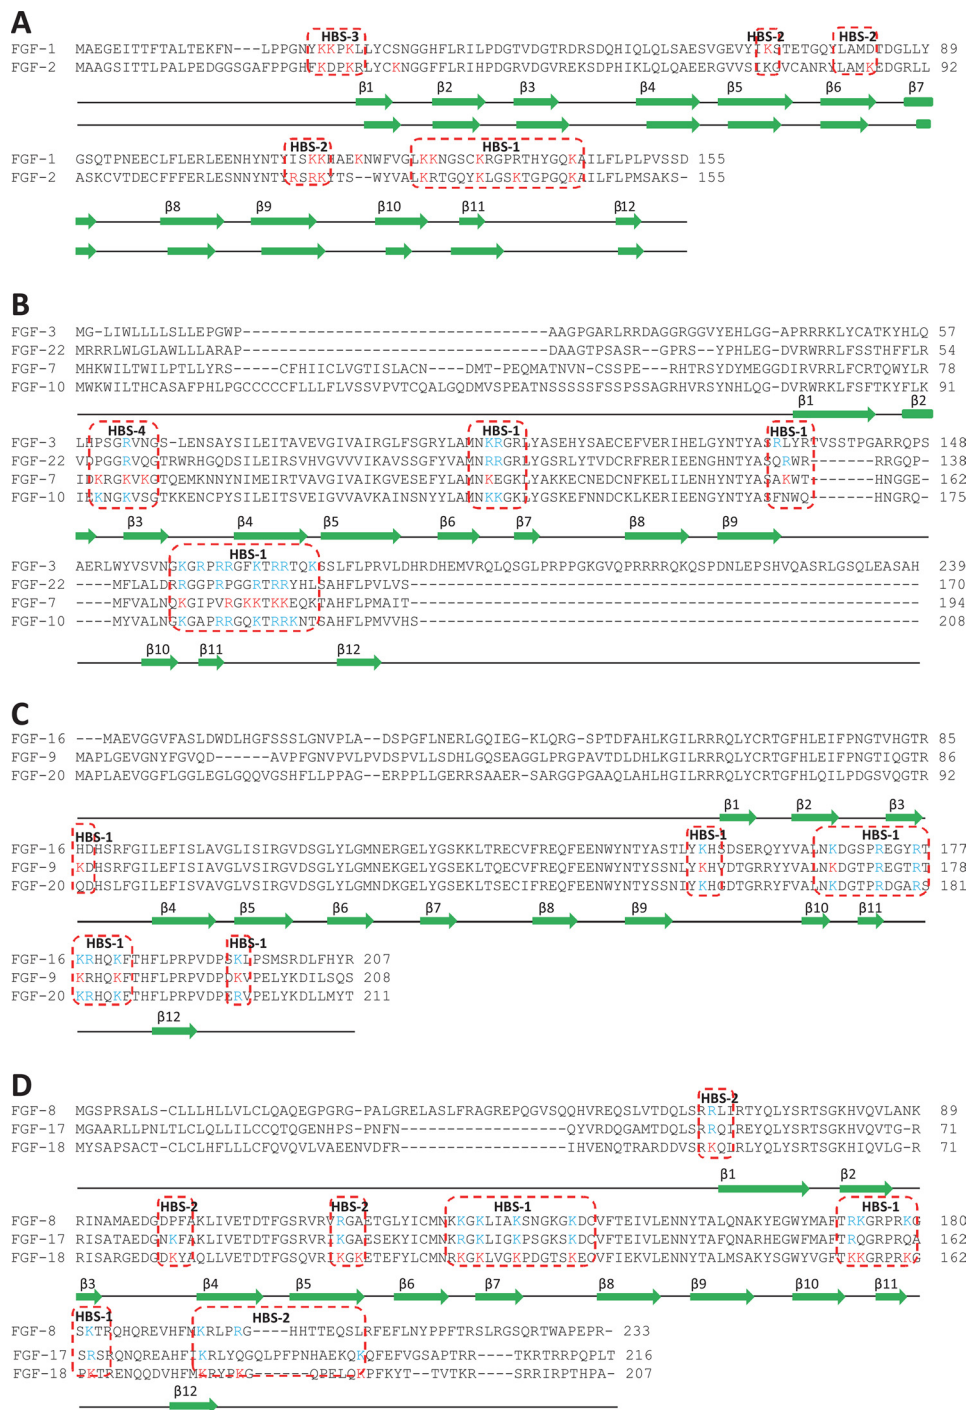 A
HBS-3 HBS-2 HBS-2
FGF-1 MAEGEITTFTALTEKFN---LPPGNYKKPKLLYCSNGGHFLRILPDGTVDGTRDRSDQHIQLQLSAESVGEVYIKSTETGQYLAMDTDGLLY 89
FGF-2 MAAGSITTLPALPEDGGSGAFPPGHFKDPKRLYCKNGGFFLRIHPDGRVDGVREKSDPHIKLQLQAEERGVVSIKGVCANRYLAMKEDGRLL 92
β1 β2 β3 β4 β5 β6 β7
HBS-2 HBS-1
FGF-1 GSQTPNEECLFLERLEENHYNTYISKKHAEKNWFVGLKKNGSCKRGPRTHYGQKAILFLPLPVSSD 155
FGF-2 ASKCVTDECFFFERLESNNYNTYRSRKYTS--WYVALKRTGQYKLGSKTGPGQKAILFLPMSAKS- 155
β8 β9 β10 β11 β12
B
FGF-3 MG-LIWLLLLSLLEPGWP---------------------------------AAGPGARLRRDAGGRGGVYEHLGG-APRRRKLYCATKYHLQ 57
FGF-22 MRRRLWLGLAWLLLARAP---------------------------------DAAGTPSASR--GPRS-YPHLEG-DVRWRRLFSSTHFFLR 54
FGF-7 MHKWILTWILPTLLYRS------CFHIICLVGTISLACN----DMT-PEQMATNVN-CSSPE--RHTRSYDYMEGGDIRVRRLFCRTQWYLR 78
FGF-10 MWKWILTHCASAFPHLPGCCCCCFLLLFLVSSVPVTCQALGQDMVSPEATNSSSSSFSSPSSAGRHVRSYNHLQG-DVRWRKLFSFTKYFLK 91
β1 β2
HBS-4 HBS-1 HBS-1
FGF-3 LHPSGRVNGS-LENSAYSILEITAVEVGIVAIRGLFSGRYLAMNKRGRLYASEHYSAECEFVERIHELGYNTYASRLYRTVSSTPGARRQPS 148
FGF-22 VDPGGRVQGTRWRHGQDSILEIRSVHVGVVVIKAVSSGFYVAMNRRGRLYGSRLYTVDCRFRERIEENGHNTYASQRWR------RRGQP- 138
FGF-7 IDKRGKVKGTQEMKNNYNIMEIRTVAVGIVAIKGVESEFYLAMNKEGKLYAKKECNEDCNFKELILENHYNTYASAKWT------HNGGE- 162
FGF-10 IEKNGKVSGTKKENCPYSILEITSVEIGVVAVKAINSNYYLAMNKKGKLYGSKEFNNDCKLKERIEENGYNTYASFNWQ------HNGRQ- 175
β3 β4 β5 β6 β7 β8 β9
HBS-1
FGF-3 AERLWYVSVNGKGRPRRGFKTRRTQKSSLFLPRVLDHRDHEMVRQLQSGLPRPPGKGVQPRRRRQKQSPDNLEPSHVQASRLGSQLEASAH 239
FGF-22 ----MFLALDRRGGPRPGGRTRRYHLSAHFLPVLVS------------------------------------------------------- 170
FGF-7 ----MFVALNQKGIPVRGKKTKKEQKTAHFLPMAIT------------------------------------------------------- 194
FGF-10 ----MYVALNGKGAPRRGQKTRRKNTSAHFLPMVVHS------------------------------------------------------ 208
β10 β11 β12
C
FGF-16 ---MAEVGGVFASLDWDLHGFSSSLGNVPLA--DSPGFLNERLGQIEG-KLQRG-SPTDFAHLKGILRRRQLYCRTGFHLEIFPNGTVHGTR 85
FGF-9 MAPLGEVGNYFGVQD-----AVPFGNVPVLPVDSPVLLSDHLGQSEAGGLPRGPAVTDLDHLKGILRRRQLYCRTGFHLEIFPNGTIQGTR 86
FGF-20 MAPLAEVGGFLGGLEGLGQQVGSHFLLPPAG--ERPPLLGERRSAAER-SARGGPGAAQLAHLHGILRRRQLYCRTGFHLQILPDGSVQGTR 92
β1 β2 β3
HBS-1 HBS-1 HBS-1
FGF-16 HDHSRFGILEFISLAVGLISIRGVDSGLYLGMNERGELYGSKKLTRECVFREQFEENWYNTYASTLYKHSDSERQYYVALNKDGSPREGYRT 177
FGF-9 KDHSRFGILEFISIAVGLVSIRGVDSGLYLGMNEKGELYGSEKLTQECVFREQFEENWYNTYSSNLYKHVDTGRRYYVALNKDGTPREGTRT 178
FGF-20 QDHSLFGILEFISVAVGLVSIRGVDSGLYLGMNDKGELYGSEKLTSECIFREQFEENWYNTYSSNIYKHGDTGRRYFVALNKDGTPRDGARS 181
β4 β5 β6 β7 β8 β9 β10 β11
HBS-1 HBS-1
FGF-16 KRHQKFTHFLPRPVDPSKLPSMSRDLFHYR 207
FGF-9 KRHQKFTHFLPRPVDPDKVPELYKDILSQS 208
FGF-20 KRHQKFTHFLPRPVDPERVPELYKDLLMYT 211
β12
D
HBS-2
FGF-8 MGSPRSALS-CLLLHLLVLCLQAQEGPGRG-PALGRELASLFRAGREPQGVSQQHVREQSLVTDQLSRRLIRTYQLYSRTSGKHVQVLANK 89
FGF-17 MGAARLLPNLTLCLQLLILCCQTQGENHPS-PNFN------------------QYVRDQGAMTDQLSRRQIREYQLYSRTSGKHVQVTG-R 71
FGF-18 MYSAPSACT-CLCLHFLLLCFQVQVLVAEENVDFR------------------IHVENQTRARDDVSRKQLRLYQLYSRTSGKHIQVLG-R 71
β1 β2
HBS-2 HBS-2 HBS-1 HBS-1
FGF-8 RINAMAEDGDPFAKLIVETDTFGSRVRVRGAETGLYICMNKKGKLIAKSNGKGKDCVFTEIVLENNYTALQNAKYEGWYMAFTRKGRPRKG 180
FGF-17 RISATAEDGNKFAKLIVETDTFGSRVRIKGAESEKYICMNKRGKLIGKPSGKSKDCVFTEIVLENNYTAFQNARHEGWFMAFTRQGRPRQA 162
FGF-18 RISARGEDGDKYAQLLVETDTFGSQVRIKGKETEFYLCMNRKGKLVGKPDGTSKECVFIEKVLENNYTALMSAKYSGWYVGFTKKGRPRKG 162
β3 β4 β5 β6 β7 β8 β9 β10 β11
HBS-1 HBS-2
FGF-8 SKTRQHQREVHFMKRLPRG----HHTTEQSLRFEFLNYPPFTRSLRGSQRTWAPEPR- 233
FGF-17 SRSRQNQREAHFIKRLYQGQLPFPNHAEKQKQFEFVGSAPTRR----TKRTRRPQPLT 216
FGF-18 PKTRENQQDVHFMKRYPKG----QPELQKPFKYT--TVTKR----SRRIRPTHPA- 207
β12